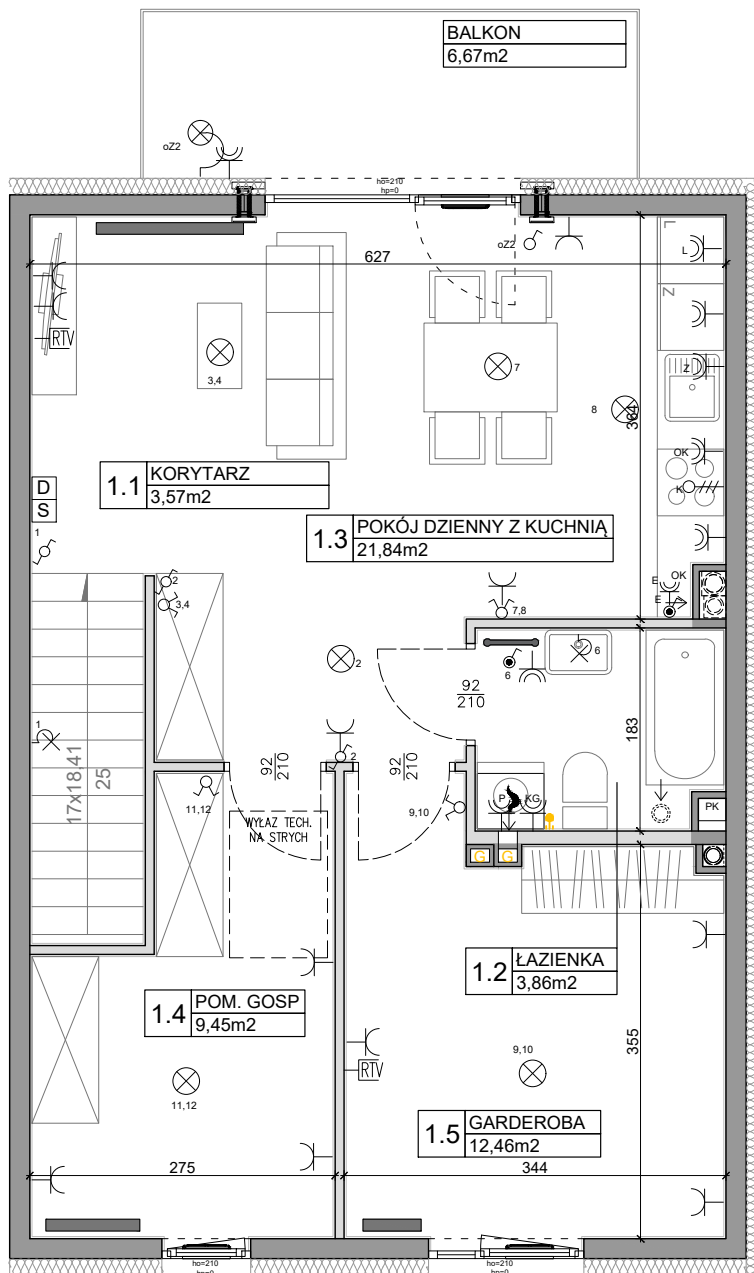 BALKON
6,67m2
oZ2
ho=210
hp=0
oZ2
627
L
L
Z
RTV
3,4
7
Z
8
364
1.1 KORYTARZ
3,57m2
OK
K
D
S
1.3 POKÓJ DZIENNY Z KUCHNIĄ
21,84m2
1
2
3,4
E
OK
E
7,8
2
6
6
92
210
1
183
17x18,41
25
92
210
2
92
210
11,12
9,10
P
KG
PK
WYŁAZ TECH.
NA STRYCH
G
G
1.2 ŁAZIENKA
3,86m2
1.4 POM. GOSP
9,45m2
355
9,10
RTV
11,12
1.5 GARDEROBA
12,46m2
275
344
ho=210
hp=0
ho=210
hp=0